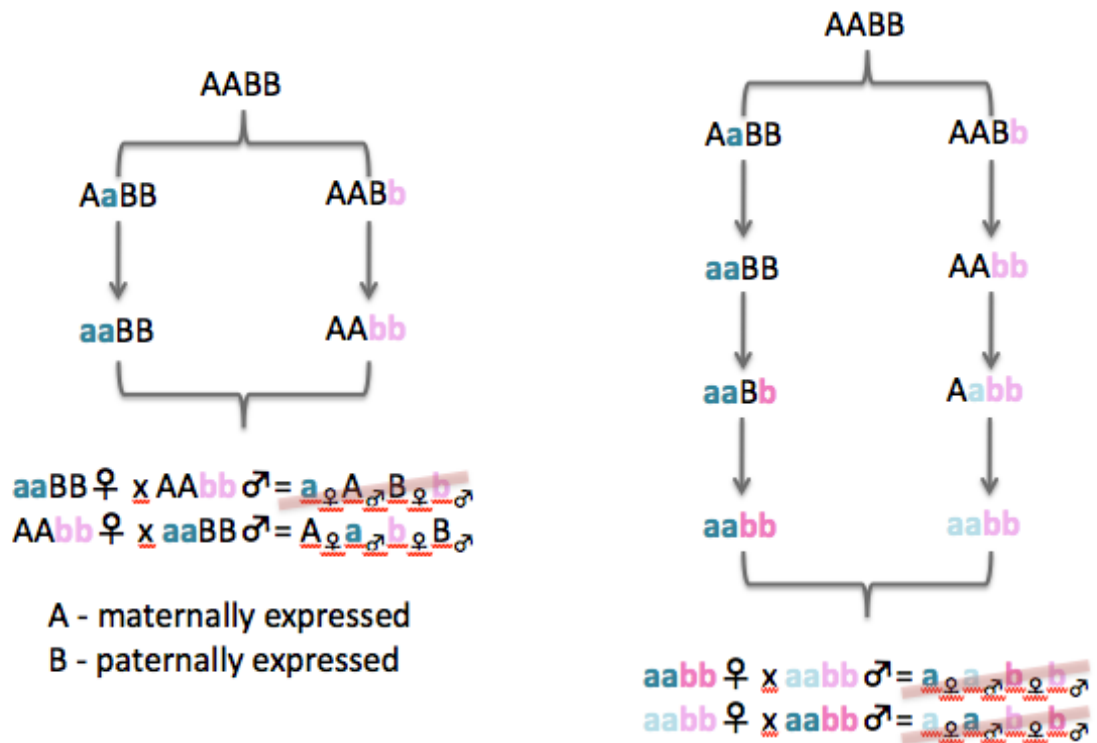 AABB
AaBB AABb
aaBB AAbb
aaBB♀ x AAbb♂= a♀A♂B♀b♂
AAbb♀ x aaBB♂= A♀a♂b♀B♂
A - maternally expressed
B - paternally expressed
AABB
AaBB AABb
aaBB AAbb
aaBb Aabb
aabb aabb
aabb♀ x aabb♂= a♀a♂b♀b♂
aabb♀ x aabb♂= a♀a♂b♀b♂